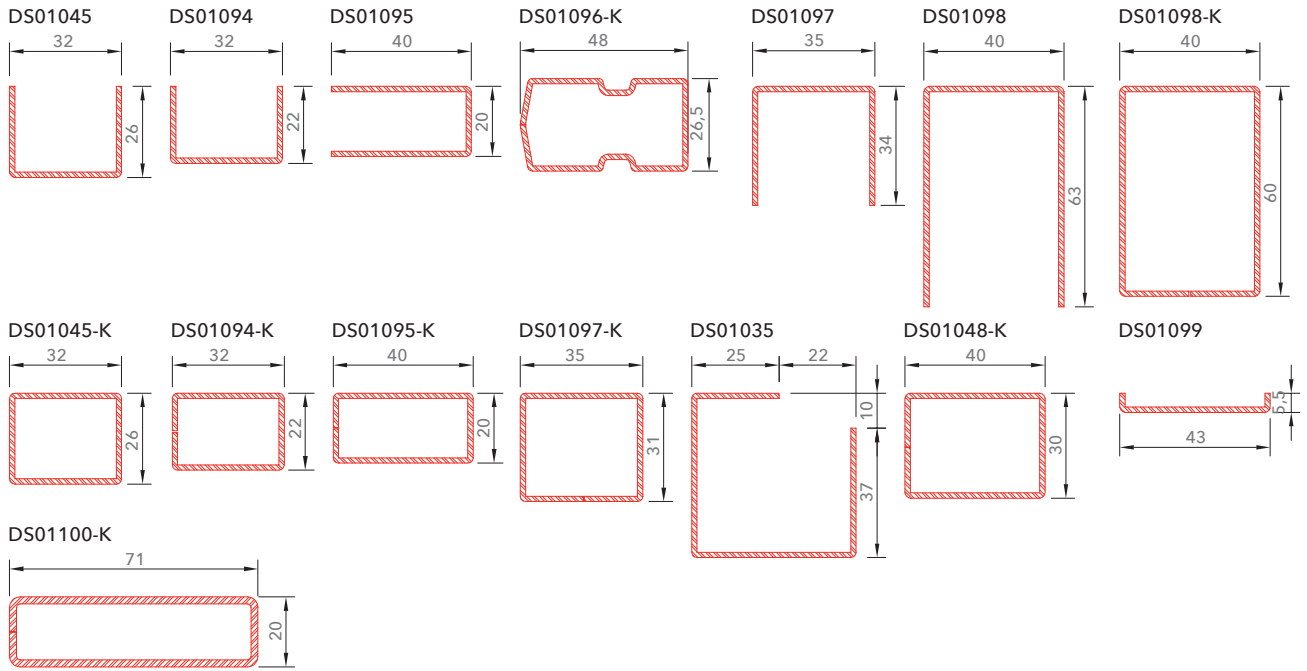 DS01045 DS01094 DS01095 DS01096-K DS01097 DS01098 DS01098-K
32 32 40 48 35 40 40
26 22 20 26,5 34 63 60
DS01045-K DS01094-K DS01095-K DS01097-K DS01035 DS01048-K DS01099
32 32 40 35 25 22 40
26 22 20 31 10 37 30 5,5 43
DS01100-K
71
20